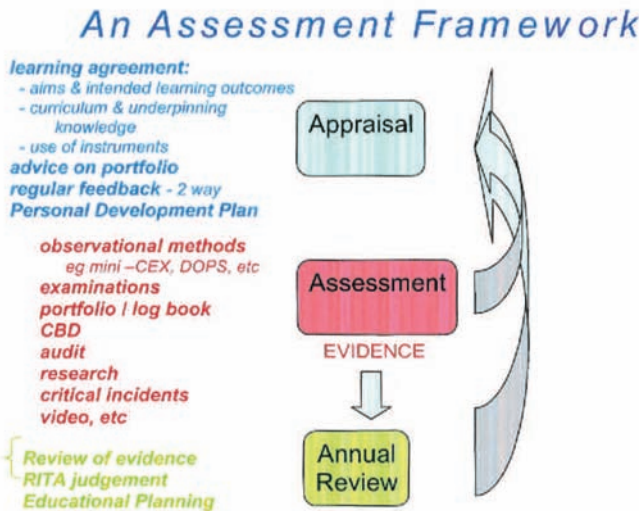 An Assessment Framework
learning agreement:
- aims & intended learning outcomes
- curriculum & underpinning
knowledge
- use of instruments
advice on portfolio
regular feedback - 2 way
Personal Development Plan
Appraisal
observational methods
eg mini –CEX, DOPS, etc
examinations
portfolio / log book
CBD
audit
research
critical incidents
video, etc
Assessment
EVIDENCE
Review of evidence
RITA judgement
Educational Planning
Annual
Review